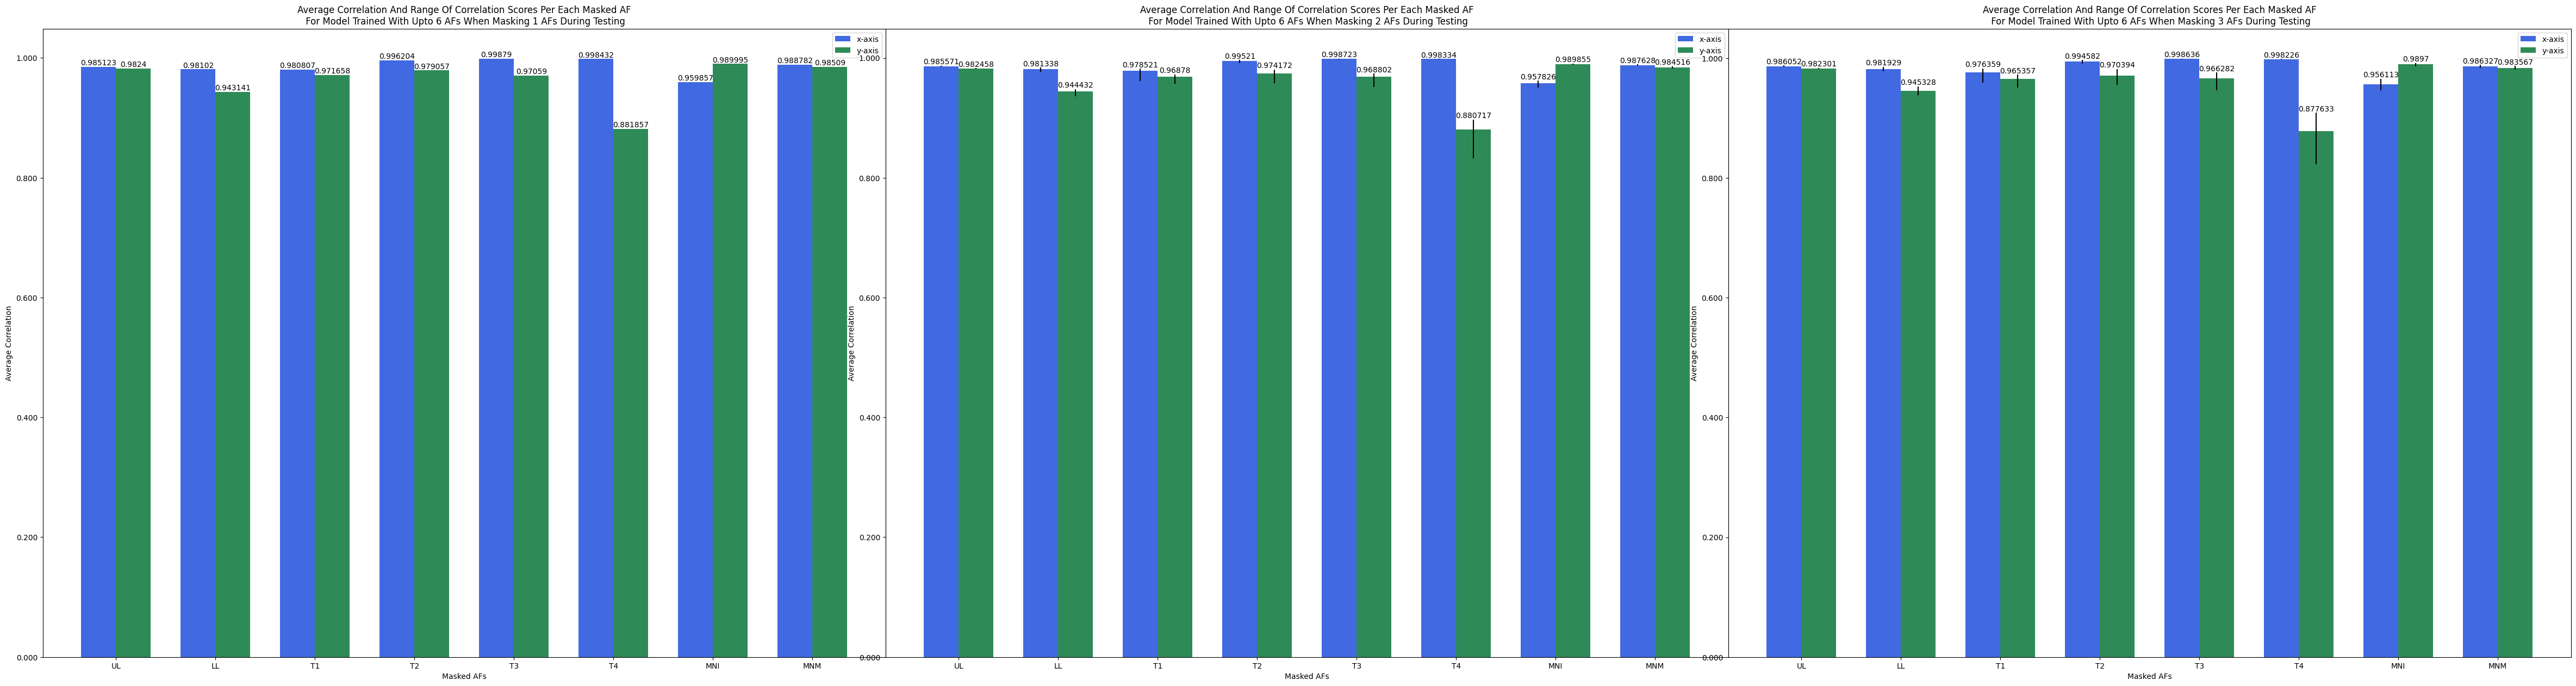 Average Correlation And Range Of Correlation Scores Per Each Masked AF
For Model Trained With Upto 6 AFs When Masking 1 AFs During Testing
x-axis
y-axis
1.000
0.800
0.600
0.400
0.200
0.000
Average Correlation
0.985123
0.9824
0.98102
0.943141
0.980807
0.971658
0.996204
0.979057
0.99879
0.97059
0.998432
0.881857
0.959857
0.989995
0.988782
0.98509
UL
LL
T1
T2
T3
T4
MNI
MNM
Masked AFs
Average Correlation And Range Of Correlation Scores Per Each Masked AF
For Model Trained With Upto 6 AFs When Masking 2 AFs During Testing
x-axis
y-axis
1.000
0.800
0.600
0.400
0.200
0.000
Average Correlation
0.985571
0.982458
0.981338
0.944432
0.978521
0.96878
0.99521
0.974172
0.998723
0.968802
0.998334
0.880717
0.957826
0.989855
0.987628
0.984516
UL
LL
T1
T2
T3
T4
MNI
MNM
Masked AFs
Average Correlation And Range Of Correlation Scores Per Each Masked AF
For Model Trained With Upto 6 AFs When Masking 3 AFs During Testing
x-axis
y-axis
1.000
0.800
0.600
0.400
0.200
0.000
Average Correlation
0.986052
0.982301
0.981929
0.945328
0.976359
0.965357
0.994582
0.970394
0.998636
0.966282
0.998226
0.877633
0.956113
0.9897
0.986327
0.983567
UL
LL
T1
T2
T3
T4
MNI
MNM
Masked AFs